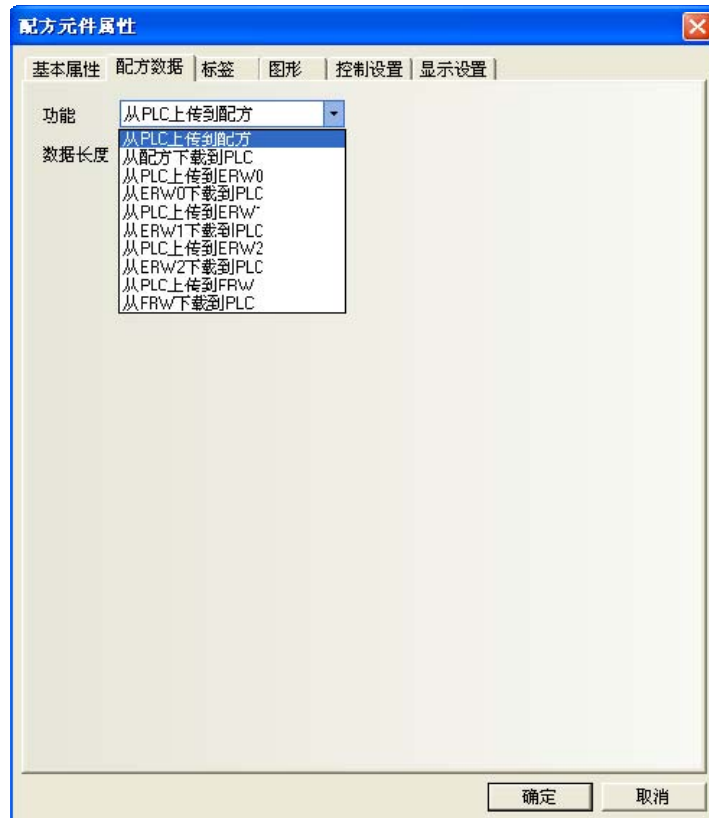 配方元件属性
基本属性 配方数据 标签 图形 控制设置 显示设置
功能 从PLC上传到配方
数据长度
从PLC上传到配方
从配方下载到PLC
从PLC上传到ERW0
从ERW0下载到PLC
从PLC上传到ERW
从ERW1下载到PLC
从PLC上传到ERW2
从ERW2下载到PLC
从PLC上传到FRW
从FRW下载到PLC
确定 取消